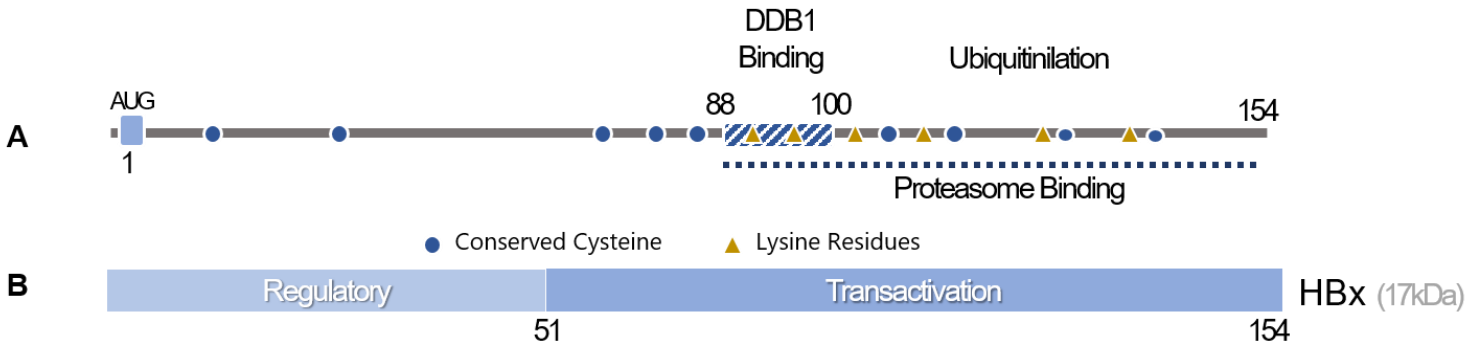 DDB1
Binding
Ubiquitinilation
AUG
88
100
154
A
1
Proteasome Binding
Conserved Cysteine
Lysine Residues
B
Regulatory
Transactivation
HBx (17kDa)
51
154